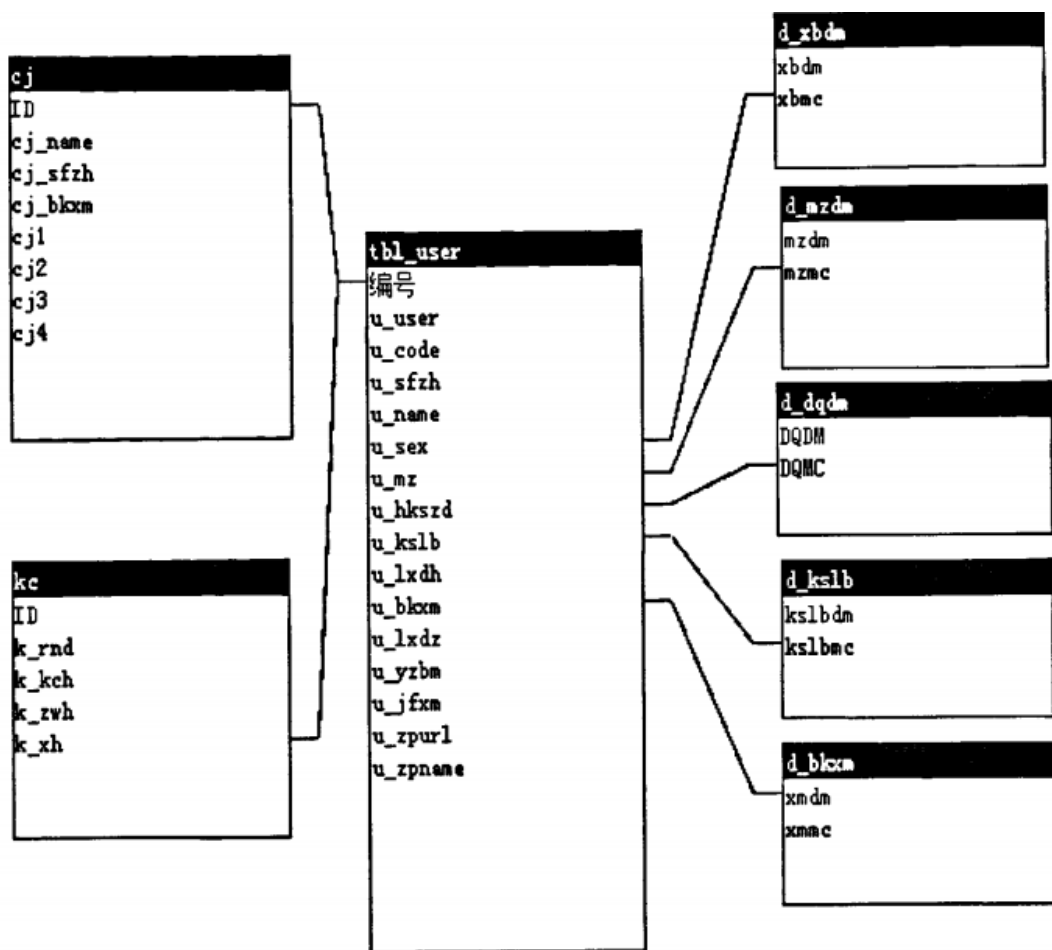 cj
ID
cj_name
cj_sfzh
cj_bkxm
cj1
cj2
cj3
cj4
kc
ID
k_rnd
k_kch
k_zwh
k_xh
tbl_user
编号
u_user
u_code
u_sfzh
u_name
u_sex
u_mz
u_hkszd
u_kslb
u_lxdh
u_bkxm
u_lxdz
u_yzbm
u_jfxm
u_zpurl
u_zpname
d_xbdm
xbdm
xbmc
d_mzdm
mzdm
mzmc
d_dqdm
DQDM
DQMC
d_kslb
kslbdm
kslbmc
d_bkxm
xmdm
xmmc